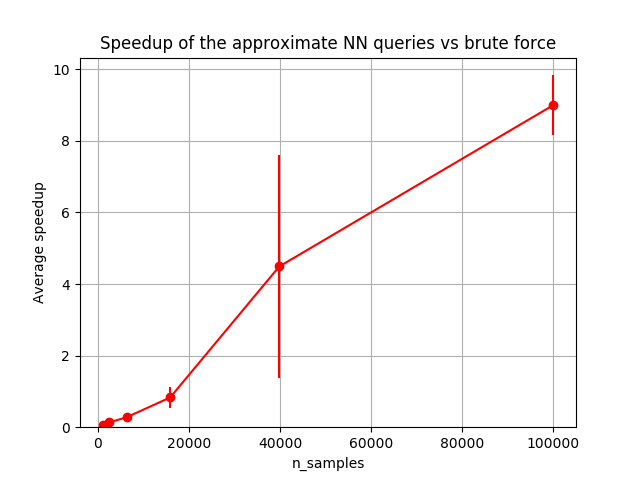 Speedup of the approximate NN queries vs brute force
10
8
6
4
2
0
Average speedup
0 20000 40000 60000 80000 100000
n_samples